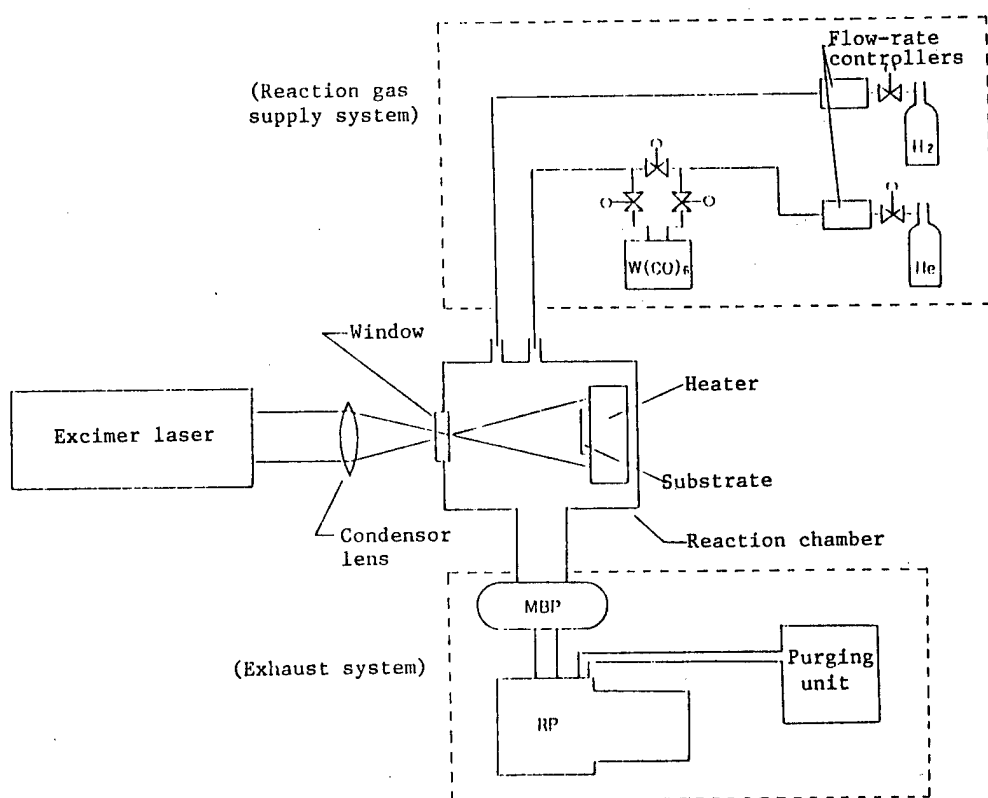 Flow-rate
controllers
(Reaction gas
supply system)
H₂
W(CO)₆
He
Window
Heater
Excimer laser
Substrate
Condensor
lens
Reaction chamber
MBP
(Exhaust system)
Purging
unit
RP